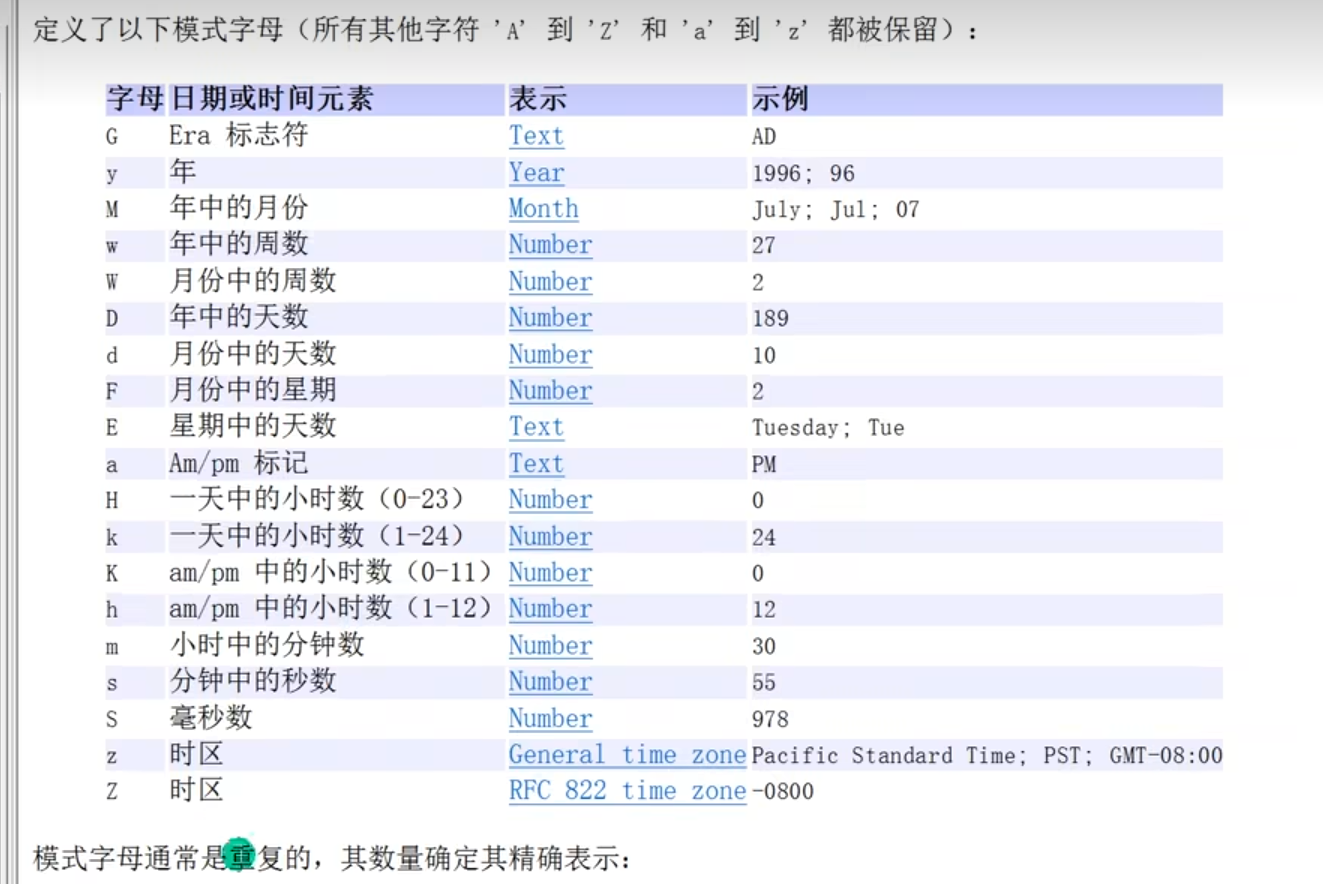 定义了以下模式字母（所有其他字符 'A' 到 'Z' 和 'a' 到 'z' 都被保留）：
字母 日期或时间元素 表示 示例
G Era 标志符 Text AD
y 年 Year 1996; 96
M 年中的月份 Month July; Jul; 07
w 年中的周数 Number 27
W 月份中的周数 Number 2
D 年中的天数 Number 189
d 月份中的天数 Number 10
F 月份中的星期 Number 2
E 星期中的天数 Text Tuesday; Tue
a Am/pm 标记 Text PM
H 一天中的小时数（0-23） Number 0
k 一天中的小时数（1-24） Number 24
K am/pm 中的小时数（0-11） Number 0
h am/pm 中的小时数（1-12） Number 12
m 小时中的分钟数 Number 30
s 分钟中的秒数 Number 55
S 毫秒数 Number 978
z 时区 General time zone Pacific Standard Time; PST; GMT-08:00
Z 时区 RFC 822 time zone -0800
模式字母通常是重复的，其数量确定其精确表示：